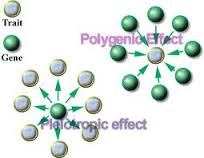 Trait
Gene
Polygenic Effect
Pleiotropic effect